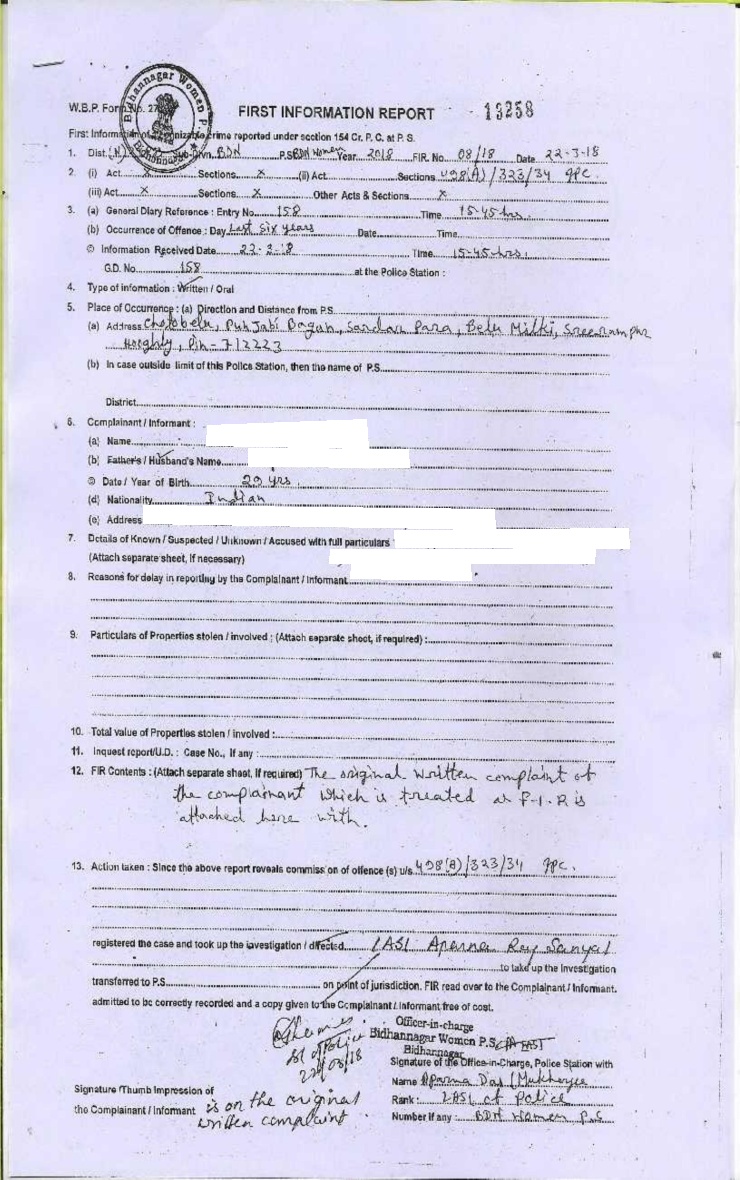 Bidhannagar Women P.S.
Bidhannagar
W.B.P. Form No. 27
FIRST INFORMATION REPORT - 13258
First Information of cognizable crime reported under section 154 Cr. P. C. at P. S.
1. Dist. (N) Sub-Divn. BDN P.S. BDN Women Year 2018 FIR. No. 08/18 Date 22-3-18
2. (i) Act x Sections x (ii) Act Sections 498(A)/323/34 IPC.
(iii) Act x Sections x Other Acts & Sections x
3. (a) General Diary Reference : Entry No. 158 Time 15-45 hrs.
(b) Occurrence of Offence : Day Last six years Date Time
© Information Received Date 22-3-18 Time 15-45-hrs.
G.D. No. 158 at the Police Station :
4. Type of information : Written / Oral
5. Place of Occurrence : (a) Direction and Distance from P.S.
(a) Address Punjabi Bagan, Sardar Para, Belu Milki, Sreerampur
Hooghly, Pin - 712223
(b) In case outside limit of this Police Station, then the name of P.S.
District
6. Complainant / Informant :
(a) Name
(b) Father's / Husband's Name
© Date / Year of Birth 29 yrs
(d) Nationality Indian
(e) Address
7. Details of Known / Suspected / Unknown / Accused with full particulars
(Attach separate sheet, if necessary)
8. Reasons for delay in reporting by the Complainant / Informant
9. Particulars of Properties stolen / involved : (Attach separate sheet, if required) :
10. Total value of Properties stolen / involved :
11. Inquest report/U.D. : Case No., if any :
12. FIR Contents : (Attach separate sheet, if required) The original written complaint of
the complainant which is treated as F.I.R is
attached here with.
13. Action taken : Since the above report reveals commission of offence (s) u/s 498(A)/323/34 IPC.
registered the case and took up the investigation / directed LASI Aparna Ray Sanyal
to take up the investigation
transferred to P.S. on point of jurisdiction. FIR read over to the Complainant / Informant.
admitted to be correctly recorded and a copy given to the Complainant / Informant free of cost.
Officer-in-charge
Bidhannagar Women P.S.
Bidhannagar
SI of Police
22/03/18
Signature of the Office-in-Charge, Police Station with
Name Aparna Das (Mukherjee
Rank : LASI of Police
Number if any : BDN Women P.S
Signature /Thumb Impression of
the Complainant / Informant is on the original
written complaint